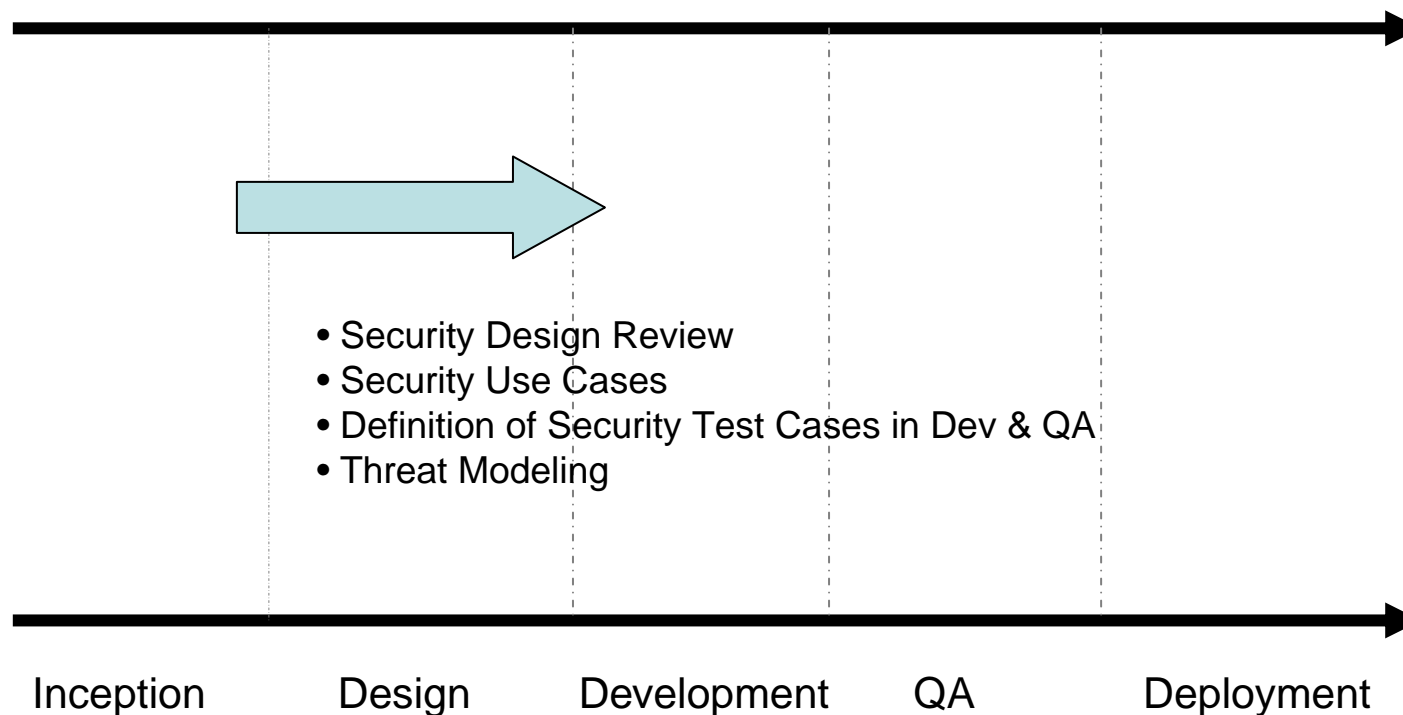 • Security Design Review
• Security Use Cases
• Definition of Security Test Cases in Dev & QA
• Threat Modeling
Inception Design Development QA Deployment